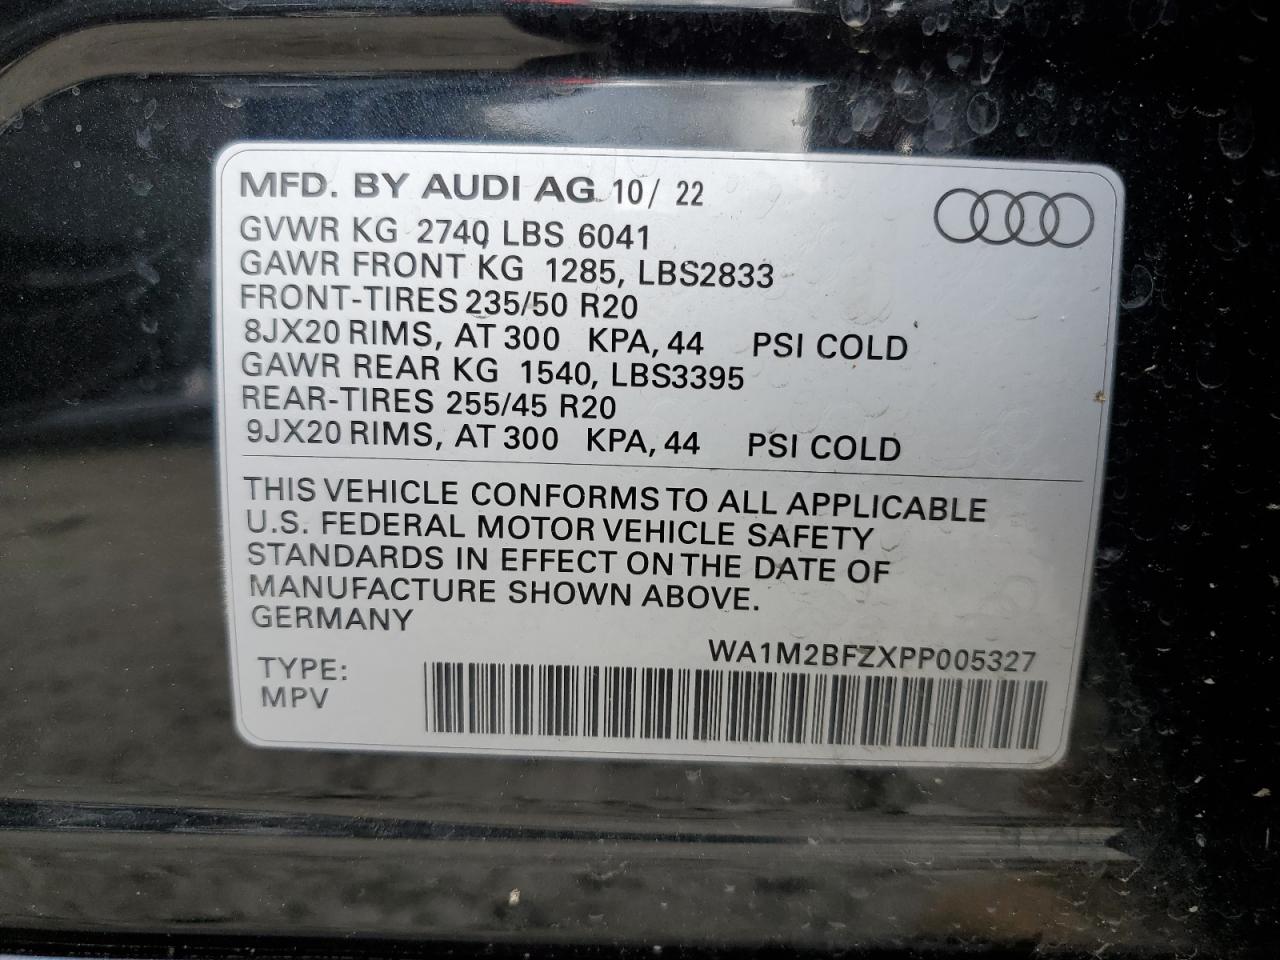 MFD. BY AUDI AG 10/ 22
GVWR KG 2740 LBS 6041
GAWR FRONT KG 1285, LBS2833
FRONT-TIRES 235/50 R20
8JX20 RIMS, AT 300 KPA, 44 PSI COLD
GAWR REAR KG 1540, LBS3395
REAR-TIRES 255/45 R20
9JX20 RIMS, AT 300 KPA, 44 PSI COLD
THIS VEHICLE CONFORMS TO ALL APPLICABLE
U.S. FEDERAL MOTOR VEHICLE SAFETY
STANDARDS IN EFFECT ON THE DATE OF
MANUFACTURE SHOWN ABOVE.
GERMANY
WA1M2BFZXPP005327
TYPE:
MPV